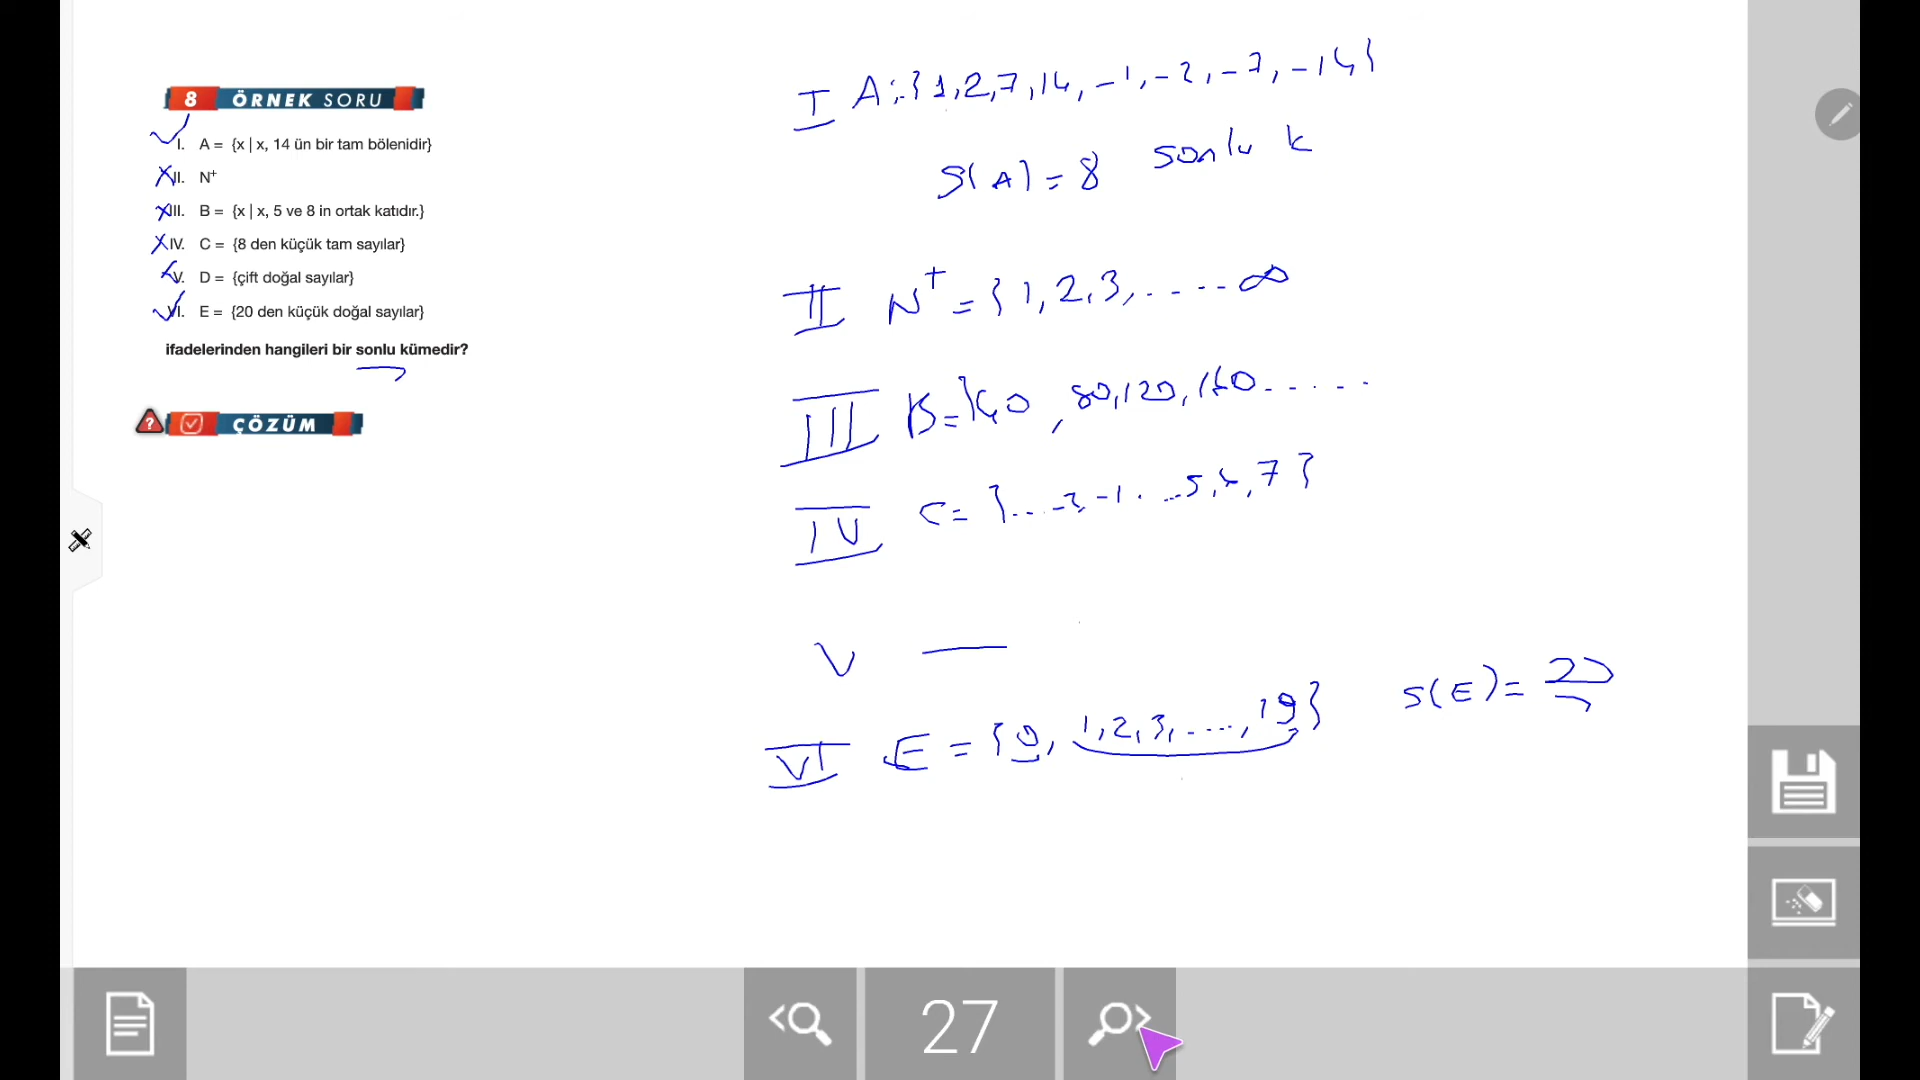 8 ÖRNEK SORU
I. A = {x | x, 14 ün bir tam bölenidir}
II. N⁺
III. B = {x | x, 5 ve 8 in ortak katıdır.}
IV. C = {8 den küçük tam sayılar}
V. D = {çift doğal sayılar}
VI. E = {20 den küçük doğal sayılar}
ifadelerinden hangileri bir sonlu kümedir?
ÇÖZÜM
I A:{1,2,7,14,-1,-2,-7,-14}
S(A)=8 sonlu k
II N⁺={1,2,3,.....∞
III B={40,80,120,160.....
IV C={... -1...5,6,7}
V —
VI E={0,1,2,3,....,19} s(E)=20
27